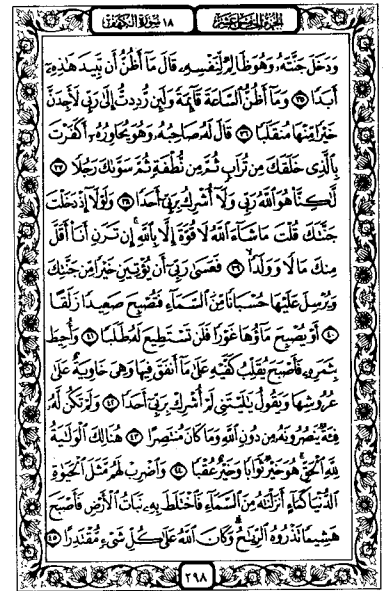 الجزء الخامس عشر ١٨ سورة الكهف
وَدَخَلَ جَنَّتَهُۥ وَهُوَ ظَالِمٌ لِّنَفْسِهِۦ قَالَ مَآ أَظُنُّ أَن تَبِيدَ هَٰذِهِۦٓ
أَبَدًا ٣٥ وَمَآ أَظُنُّ ٱلسَّاعَةَ قَآئِمَةً وَلَئِن رُّدِدتُّ إِلَىٰ رَبِّى لَأَجِدَنَّ
خَيْرًا مِّنْهَا مُنقَلَبًا ٣٦ قَالَ لَهُۥ صَاحِبُهُۥ وَهُوَ يُحَاوِرُهُۥٓ أَكَفَرْتَ
بِٱلَّذِى خَلَقَكَ مِن تُرَابٍ ثُمَّ مِن نُّطْفَةٍ ثُمَّ سَوَّىٰكَ رَجُلًا ٣٧
لَّٰكِنَّا۠ هُوَ ٱللَّهُ رَبِّى وَلَآ أُشْرِكُ بِرَبِّىٓ أَحَدًا ٣٨ وَلَوْلَآ إِذْ دَخَلْتَ
جَنَّتَكَ قُلْتَ مَا شَآءَ ٱللَّهُ لَا قُوَّةَ إِلَّا بِٱللَّهِ إِن تَرَنِ أَنَا۠ أَقَلَّ
مِنكَ مَالًا وَوَلَدًا ٣٩ فَعَسَىٰ رَبِّىٓ أَن يُؤْتِيَنِ خَيْرًا مِّن جَنَّتِكَ
وَيُرْسِلَ عَلَيْهَا حُسْبَانًا مِّنَ ٱلسَّمَآءِ فَتُصْبِحَ صَعِيدًا زَلَقًا
٤٠ أَوْ يُصْبِحَ مَآؤُهَا غَوْرًا فَلَن تَسْتَطِيعَ لَهُۥ طَلَبًا ٤١ وَأُحِيطَ
بِثَمَرِهِۦ فَأَصْبَحَ يُقَلِّبُ كَفَّيْهِ عَلَىٰ مَآ أَنفَقَ فِيهَا وَهِىَ خَاوِيَةٌ عَلَىٰ
عُرُوشِهَا وَيَقُولُ يَٰلَيْتَنِى لَمْ أُشْرِكْ بِرَبِّىٓ أَحَدًا ٤٢ وَلَمْ تَكُن لَّهُۥ
فِئَةٌ يَنصُرُونَهُۥ مِن دُونِ ٱللَّهِ وَمَا كَانَ مُنتَصِرًا ٤٣ هُنَالِكَ ٱلْوَلَٰيَةُ
لِلَّهِ ٱلْحَقِّ هُوَ خَيْرٌ ثَوَابًا وَخَيْرٌ عُقْبًا ٤٤ وَٱضْرِبْ لَهُم مَّثَلَ ٱلْحَيَوٰةِ
ٱلدُّنْيَا كَمَآءٍ أَنزَلْنَٰهُ مِنَ ٱلسَّمَآءِ فَٱخْتَلَطَ بِهِۦ نَبَاتُ ٱلْأَرْضِ فَأَصْبَحَ
هَشِيمًا تَذْرُوهُ ٱلرِّيَٰحُ وَكَانَ ٱللَّهُ عَلَىٰ كُلِّ شَىْءٍ مُّقْتَدِرًا ٤٥
٢٩٨